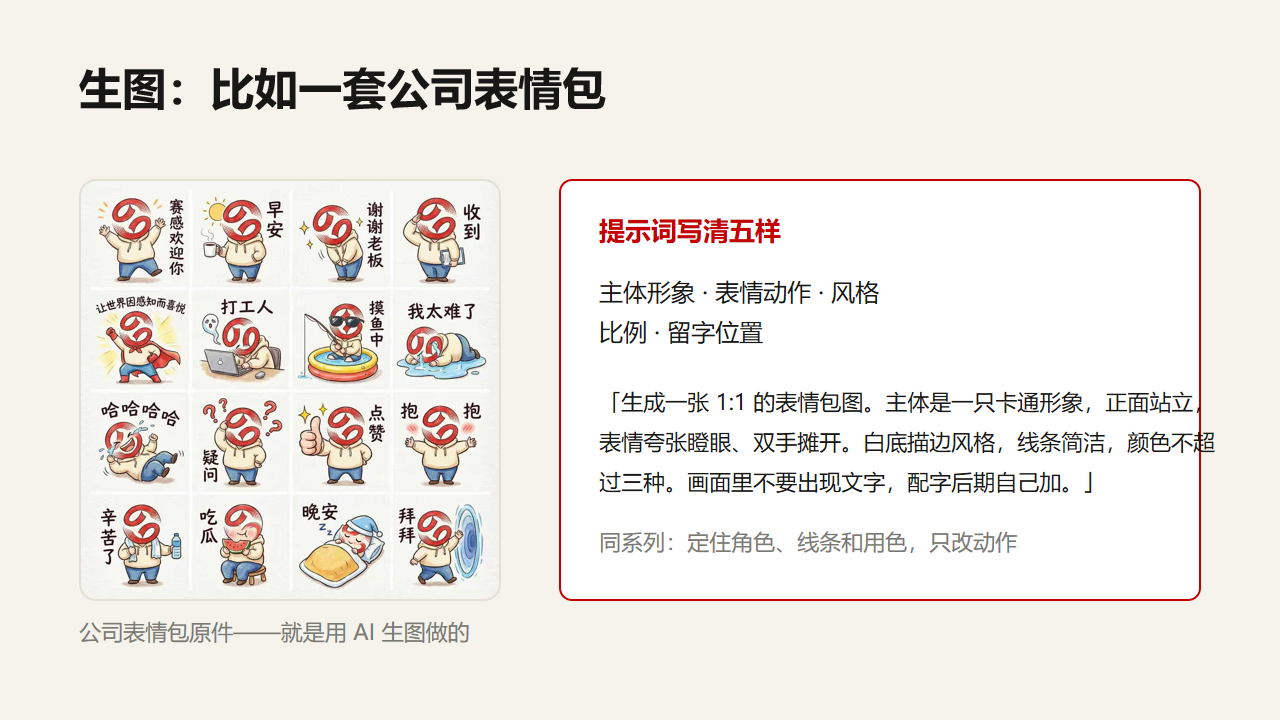 生图：比如一套公司表情包
赛感欢迎你
早安
谢谢老板
收到
让世界因感知而喜悦
打工人
摸鱼中
我太难了
哈哈哈哈
疑问
点赞
抱 抱
辛苦了
吃瓜
晚安
zzz
拜拜
公司表情包原件——就是用 AI 生图做的
提示词写清五样
主体形象 · 表情动作 · 风格
比例 · 留字位置
「生成一张 1:1 的表情包图。主体是一只卡通形象，正面站立，
表情夸张瞪眼、双手摊开。白底描边风格，线条简洁，颜色不超
过三种。画面里不要出现文字，配字后期自己加。」
同系列：定住角色、线条和用色，只改动作